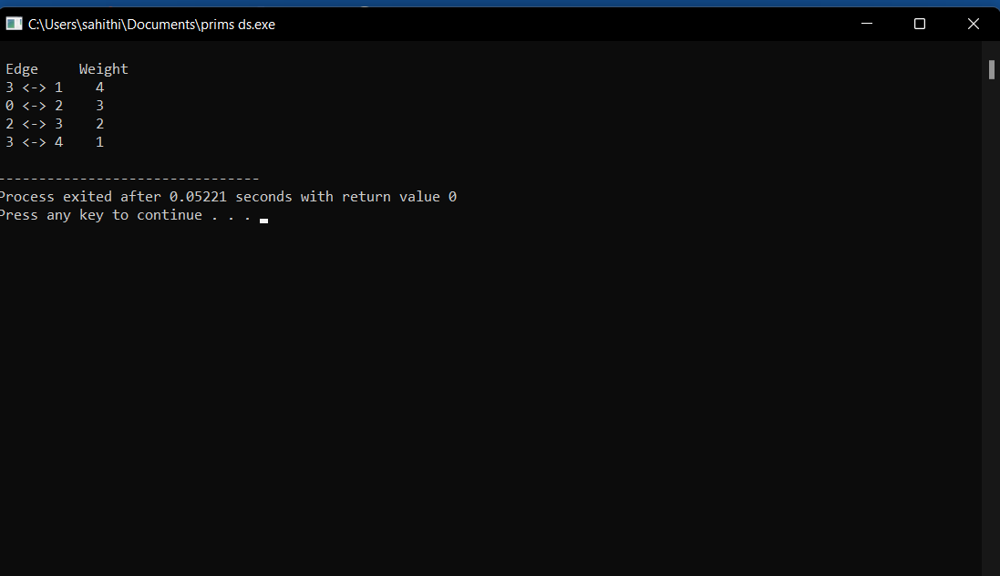 C:\Users\sahithi\Documents\prims ds.exe
Edge     Weight
3 <-> 1    4
0 <-> 2    3
2 <-> 3    2
3 <-> 4    1
--------------------------------
Process exited after 0.05221 seconds with return value 0
Press any key to continue . . .